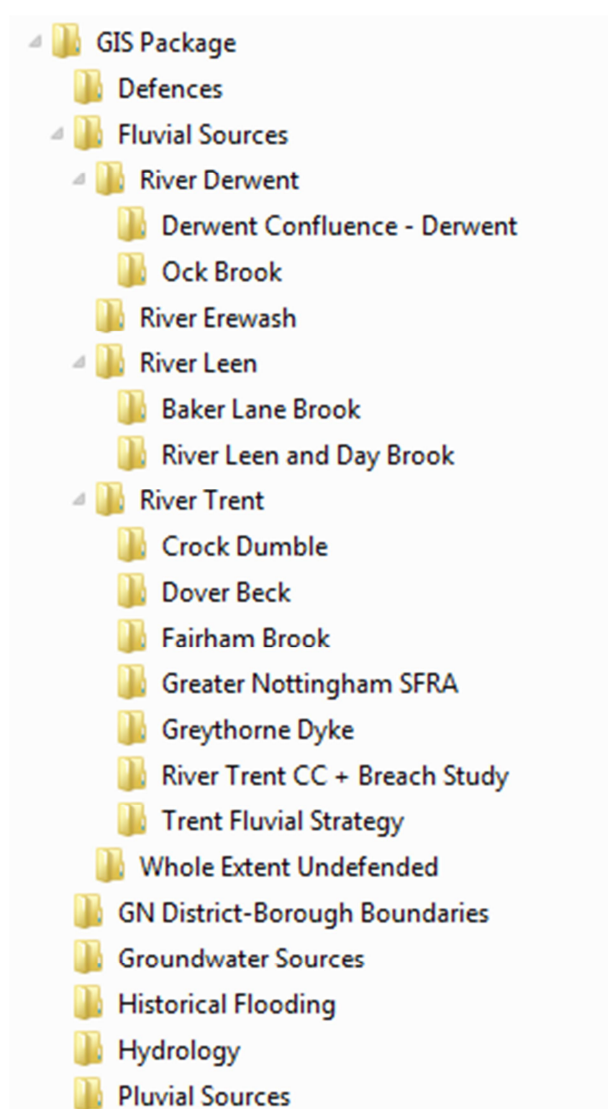 GIS Package
Defences
Fluvial Sources
River Derwent
Derwent Confluence - Derwent
Ock Brook
River Erewash
River Leen
Baker Lane Brook
River Leen and Day Brook
River Trent
Crock Dumble
Dover Beck
Fairham Brook
Greater Nottingham SFRA
Greythorne Dyke
River Trent CC + Breach Study
Trent Fluvial Strategy
Whole Extent Undefended
GN District-Borough Boundaries
Groundwater Sources
Historical Flooding
Hydrology
Pluvial Sources